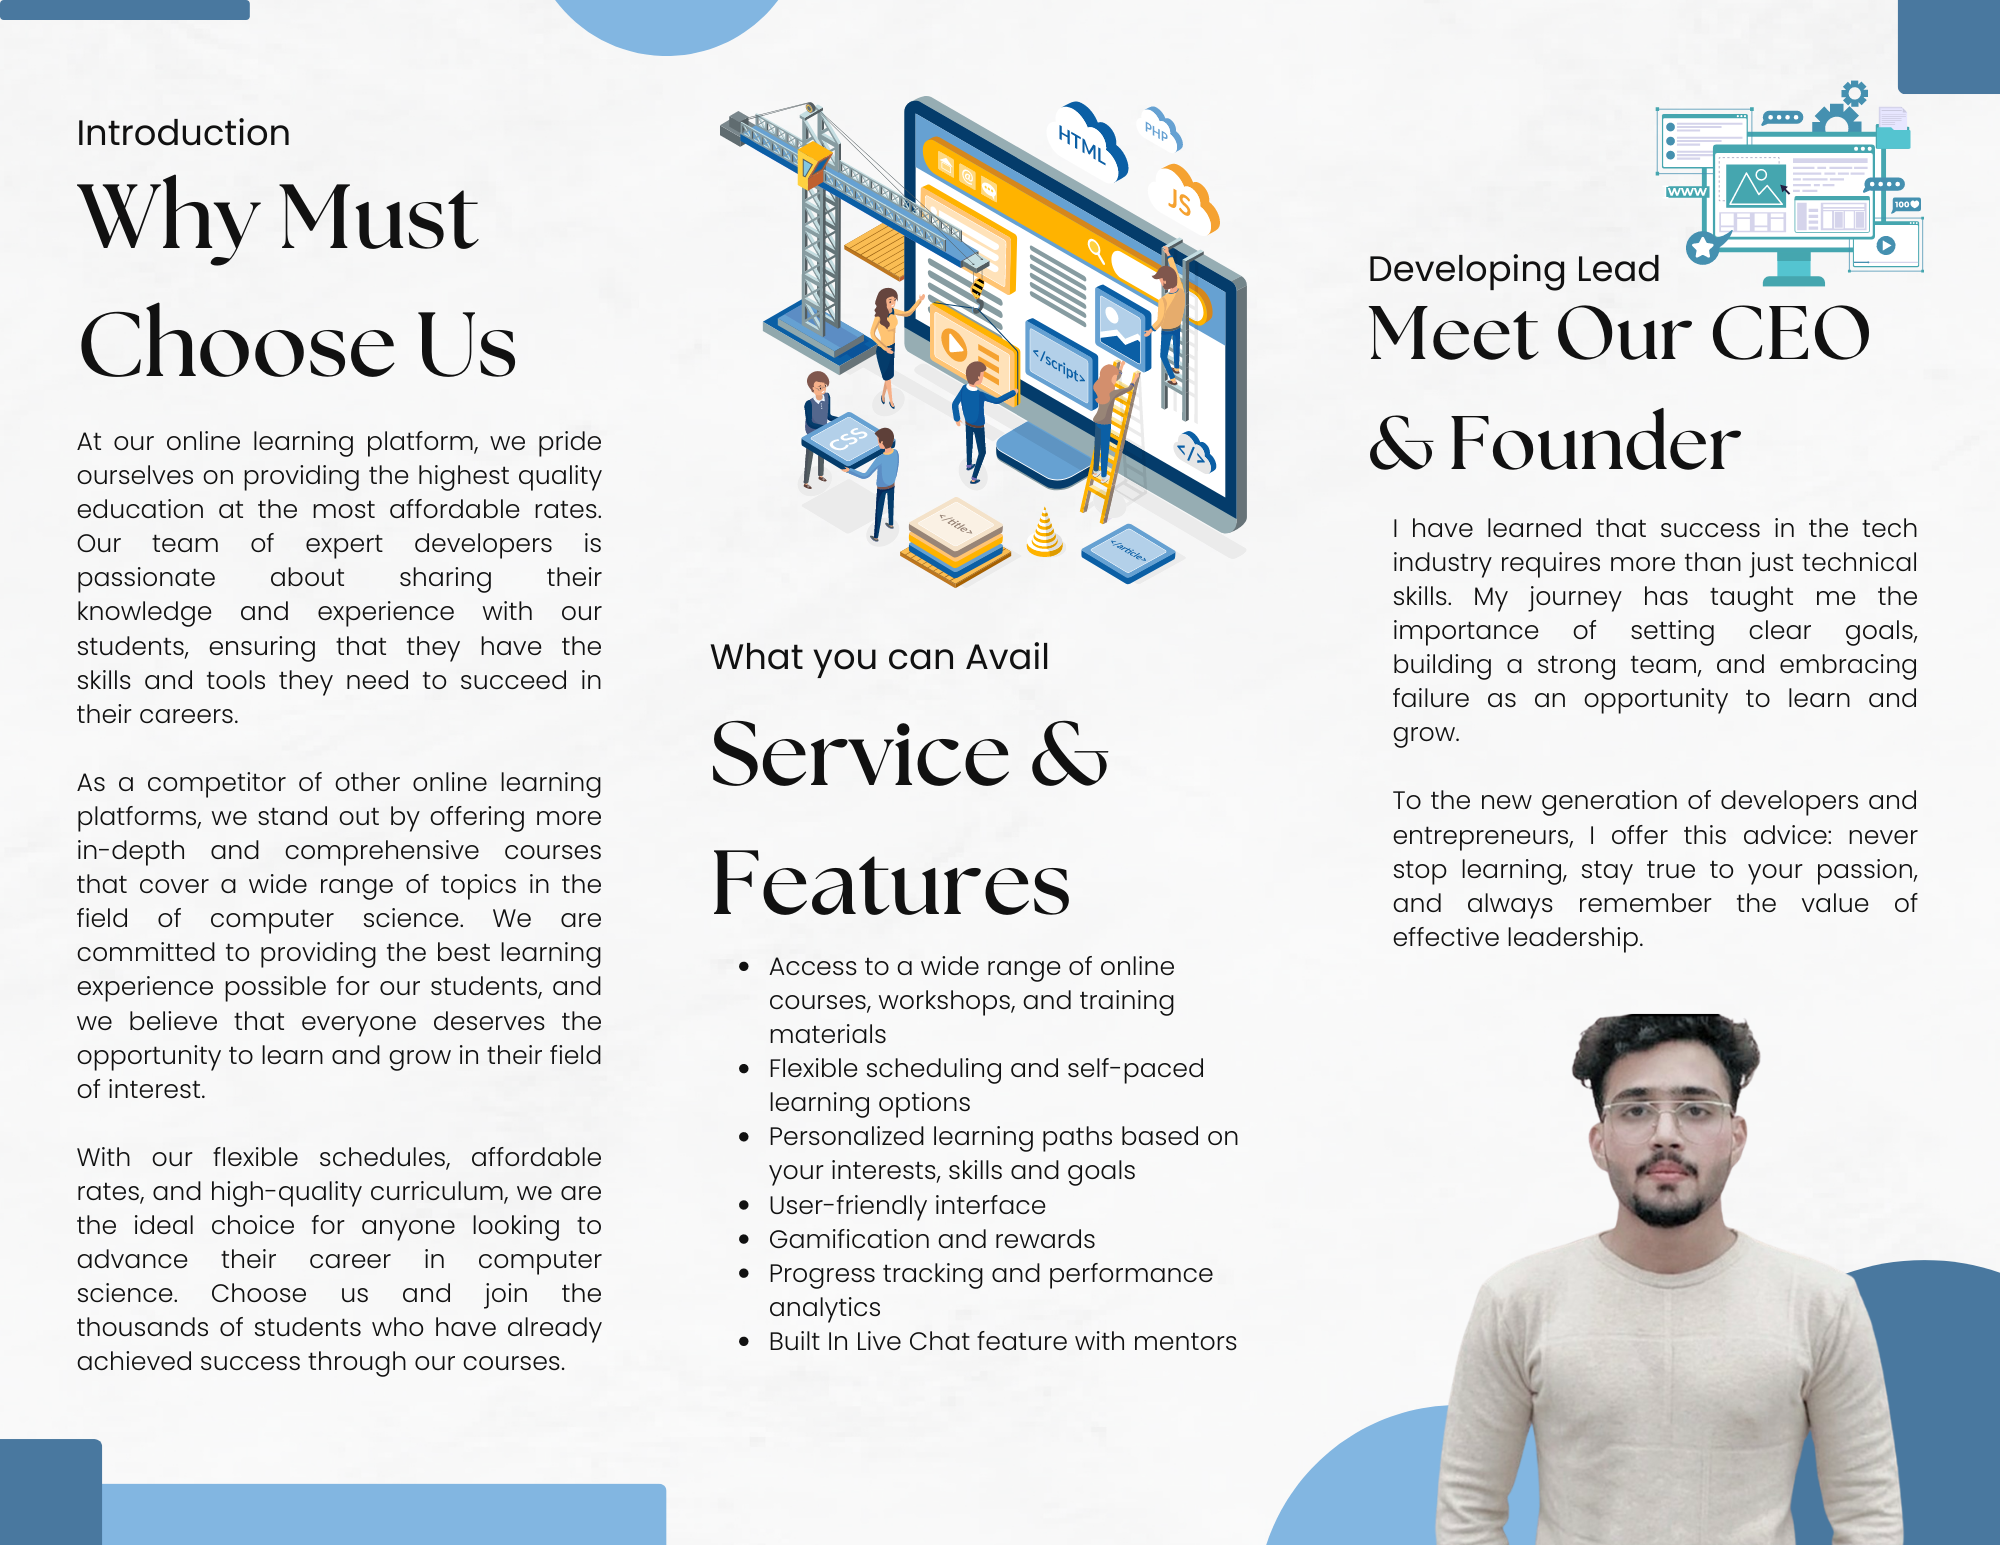 Introduction
Why Must
Choose Us
At our online learning platform, we pride
ourselves on providing the highest quality
education at the most affordable rates.
Our team of expert developers is
passionate about sharing their
knowledge and experience with our
students, ensuring that they have the
skills and tools they need to succeed in
their careers.
As a competitor of other online learning
platforms, we stand out by offering more
in-depth and comprehensive courses
that cover a wide range of topics in the
field of computer science. We are
committed to providing the best learning
experience possible for our students, and
we believe that everyone deserves the
opportunity to learn and grow in their field
of interest.
With our flexible schedules, affordable
rates, and high-quality curriculum, we are
the ideal choice for anyone looking to
advance their career in computer
science. Choose us and join the
thousands of students who have already
achieved success through our courses.
HTML
PHP
JS
</script>
CSS
</>
</title>
</article>
What you can Avail
Service &
Features
• Access to a wide range of online
courses, workshops, and training
materials
• Flexible scheduling and self-paced
learning options
• Personalized learning paths based on
your interests, skills and goals
• User-friendly interface
• Gamification and rewards
• Progress tracking and performance
analytics
• Built In Live Chat feature with mentors
WWW
100
Developing Lead
Meet Our CEO
& Founder
I have learned that success in the tech
industry requires more than just technical
skills. My journey has taught me the
importance of setting clear goals,
building a strong team, and embracing
failure as an opportunity to learn and
grow.
To the new generation of developers and
entrepreneurs, I offer this advice: never
stop learning, stay true to your passion,
and always remember the value of
effective leadership.